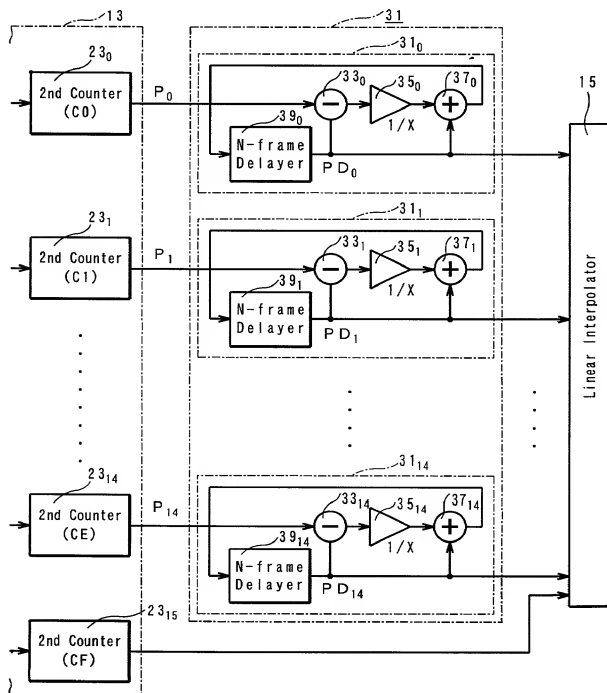 13
31
31₀
23₀
2nd Counter
(C0)
P₀
33₀
35₀
37₀
−
+
1/X
39₀
N-frame
Delayer
PD₀
15
Linear Interpolator
31₁
23₁
2nd Counter
(C1)
P₁
33₁
35₁
37₁
−
+
1/X
39₁
N-frame
Delayer
PD₁
31₁₄
23₁₄
2nd Counter
(CE)
P₁₄
33₁₄
35₁₄
37₁₄
−
+
1/X
39₁₄
N-frame
Delayer
PD₁₄
23₁₅
2nd Counter
(CF)